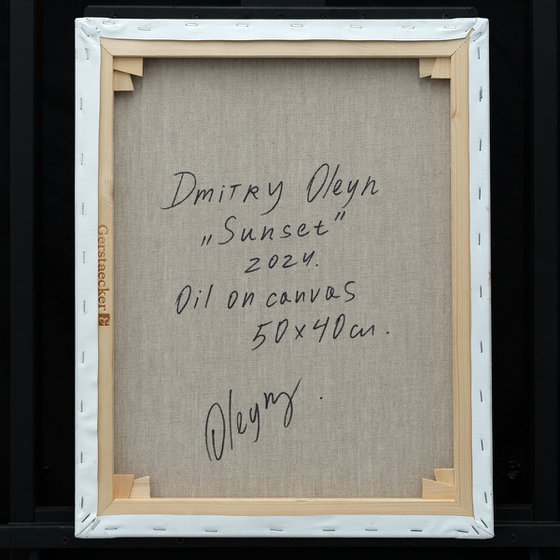 Dmitry Oleyn
„Sunset"
2024.
Oil on canvas
50x40cm.
Oleyn
Gerstaecker